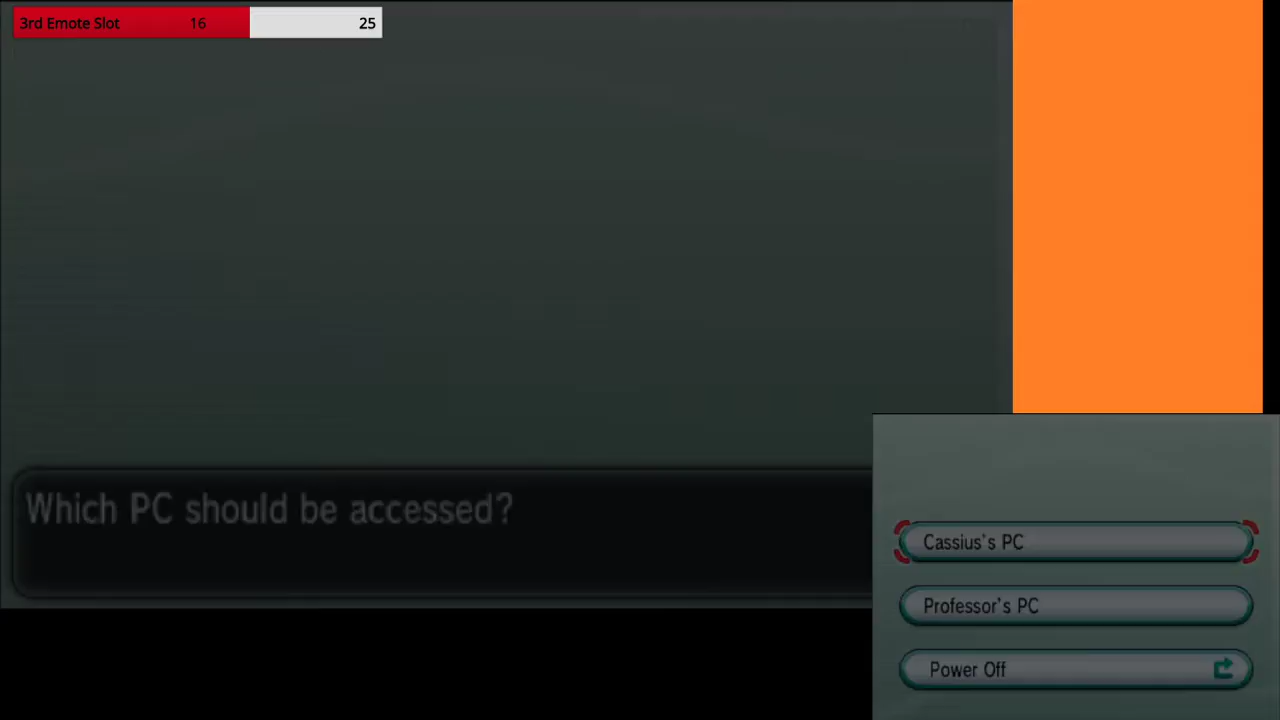 3rd Emote Slot 16 25
Which PC should be accessed?
Cassius's PC
Professor's PC
Power Off